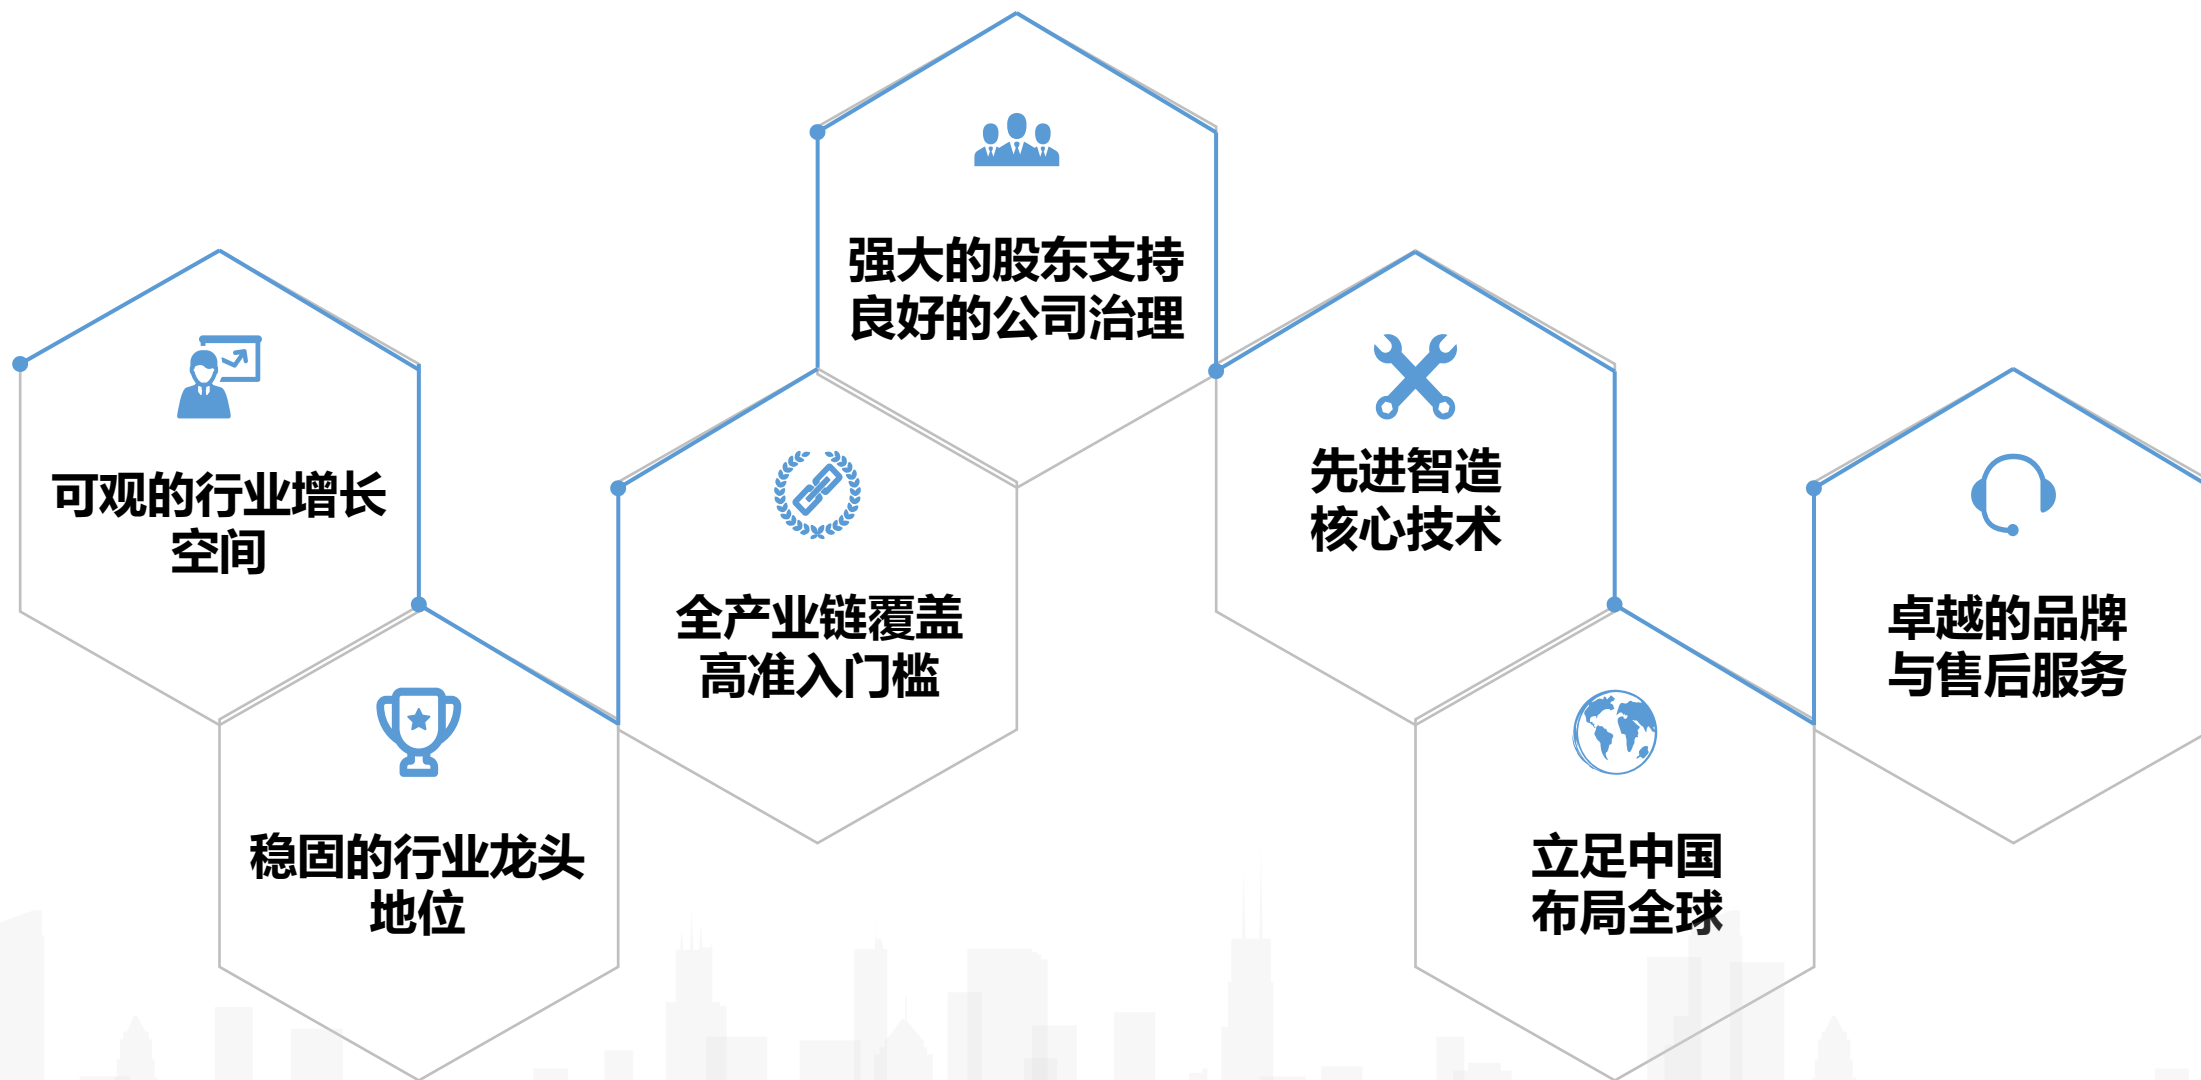 可观的行业增长
空间
稳固的行业龙头
地位
全产业链覆盖
高准入门槛
强大的股东支持
良好的公司治理
先进智造
核心技术
立足中国
布局全球
卓越的品牌
与售后服务